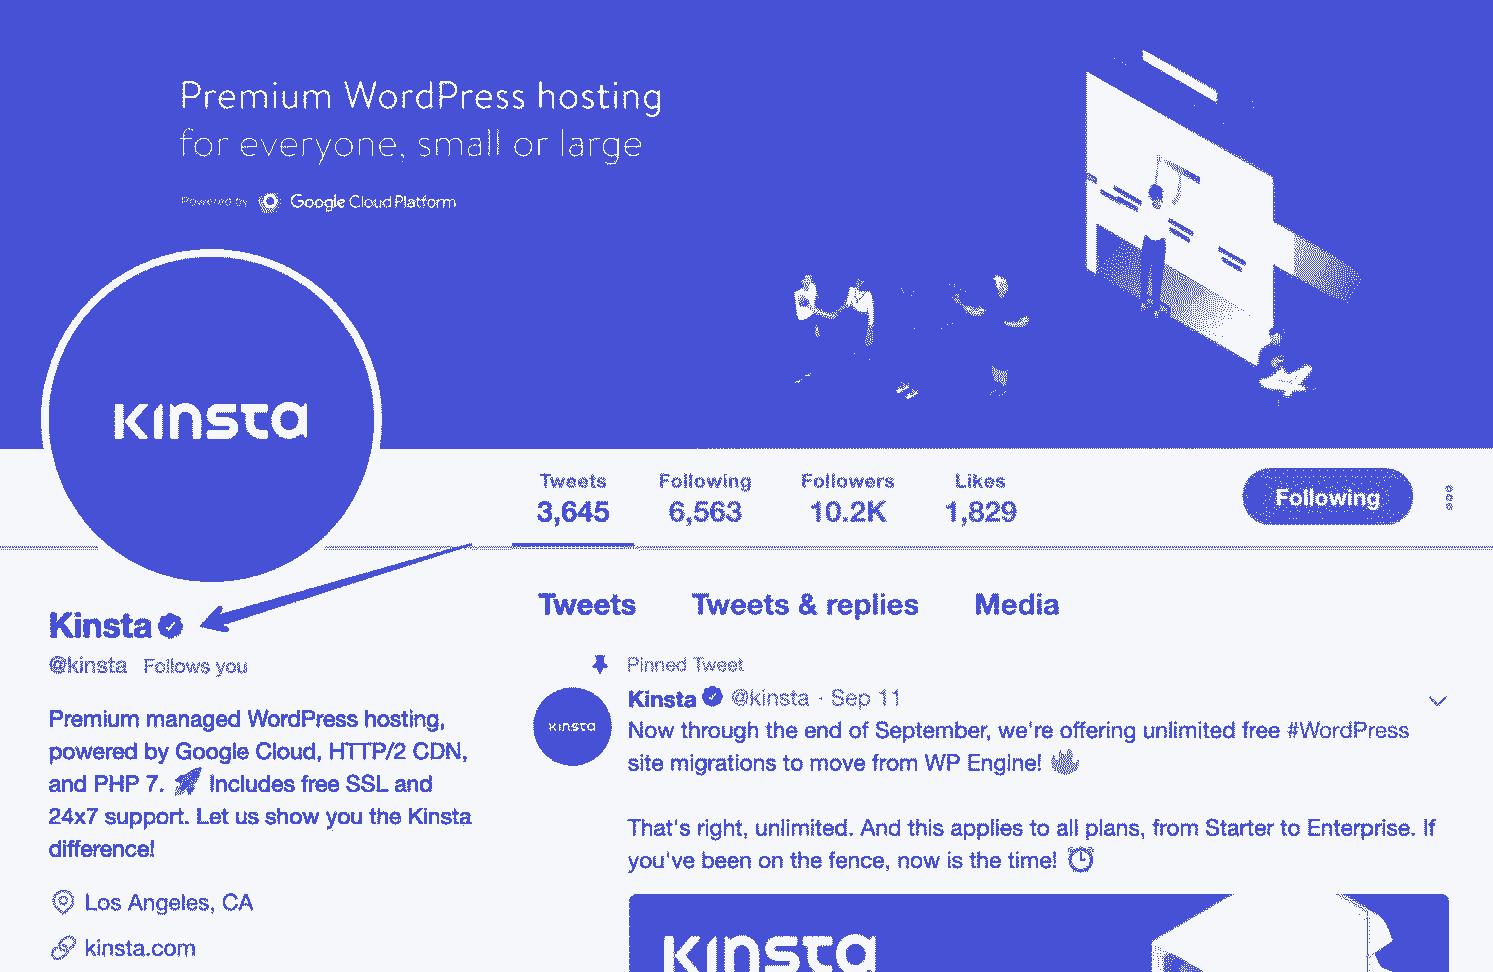 Premium WordPress hosting
for everyone, small or large
Powered by Google Cloud Platform
Kinsta
Tweets Following Followers Likes
3,645 6,563 10.2K 1,829
Following
Kinsta
@kinsta Follows you
Premium managed WordPress hosting,
powered by Google Cloud, HTTP/2 CDN,
and PHP 7. 🚀 Includes free SSL and
24x7 support. Let us show you the Kinsta
difference!
Los Angeles, CA
kinsta.com
Tweets Tweets & replies Media
Pinned Tweet
Kinsta
Kinsta @kinsta · Sep 11
Now through the end of September, we're offering unlimited free #WordPress
site migrations to move from WP Engine! 👋
That's right, unlimited. And this applies to all plans, from Starter to Enterprise. If
you've been on the fence, now is the time! ⏰
Kinsta